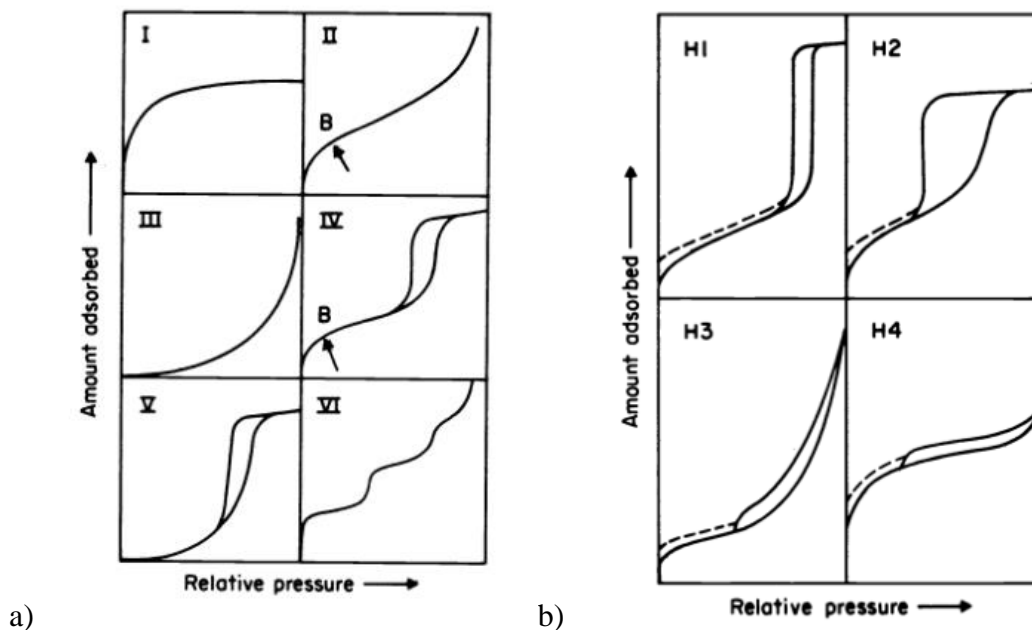 I
II
B
III
IV
B
V
VI
Amount adsorbed
Relative pressure
a)
H1
H2
H3
H4
Amount adsorbed
Relative pressure
b)